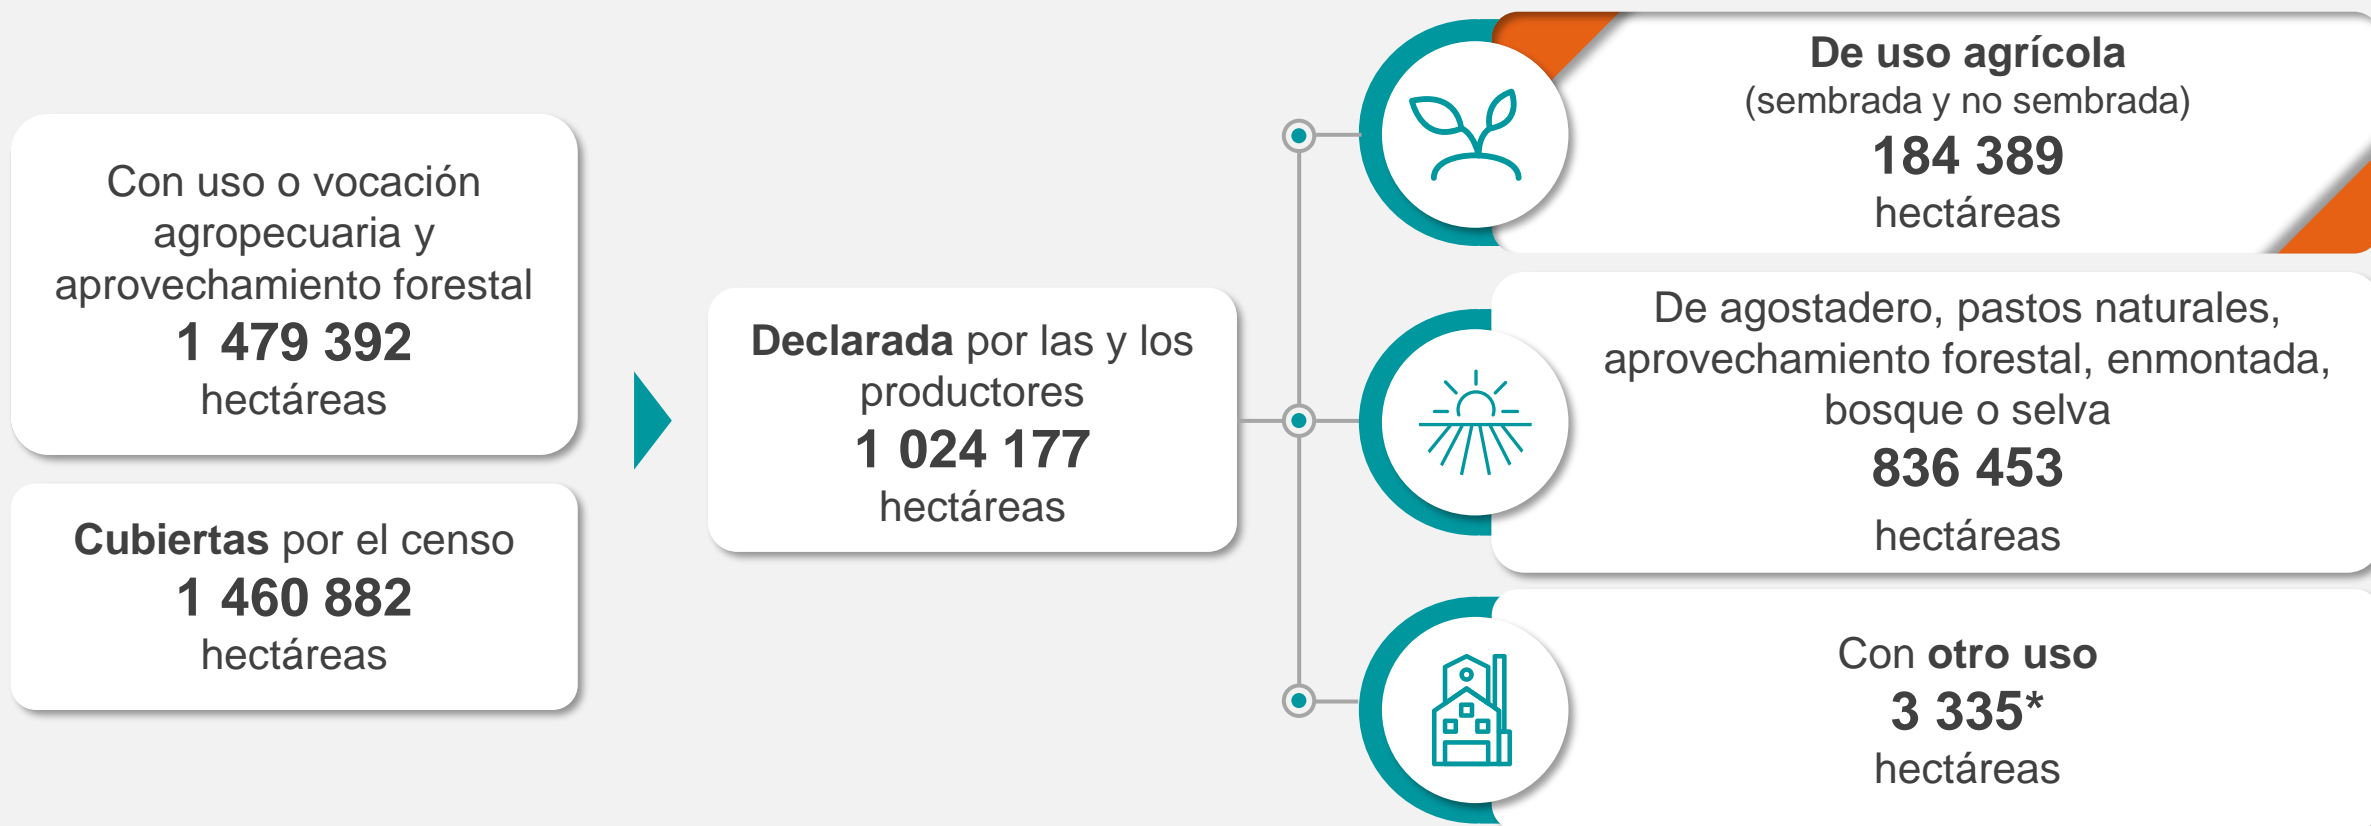 Con uso o vocación
agropecuaria y
aprovechamiento forestal
1 479 392
hectáreas
Cubiertas por el censo
1 460 882
hectáreas
Declarada por las y los
productores
1 024 177
hectáreas
De uso agrícola
(sembrada y no sembrada)
184 389
hectáreas
De agostadero, pastos naturales,
aprovechamiento forestal, enmontada,
bosque o selva
836 453
hectáreas
Con otro uso
3 335*
hectáreas